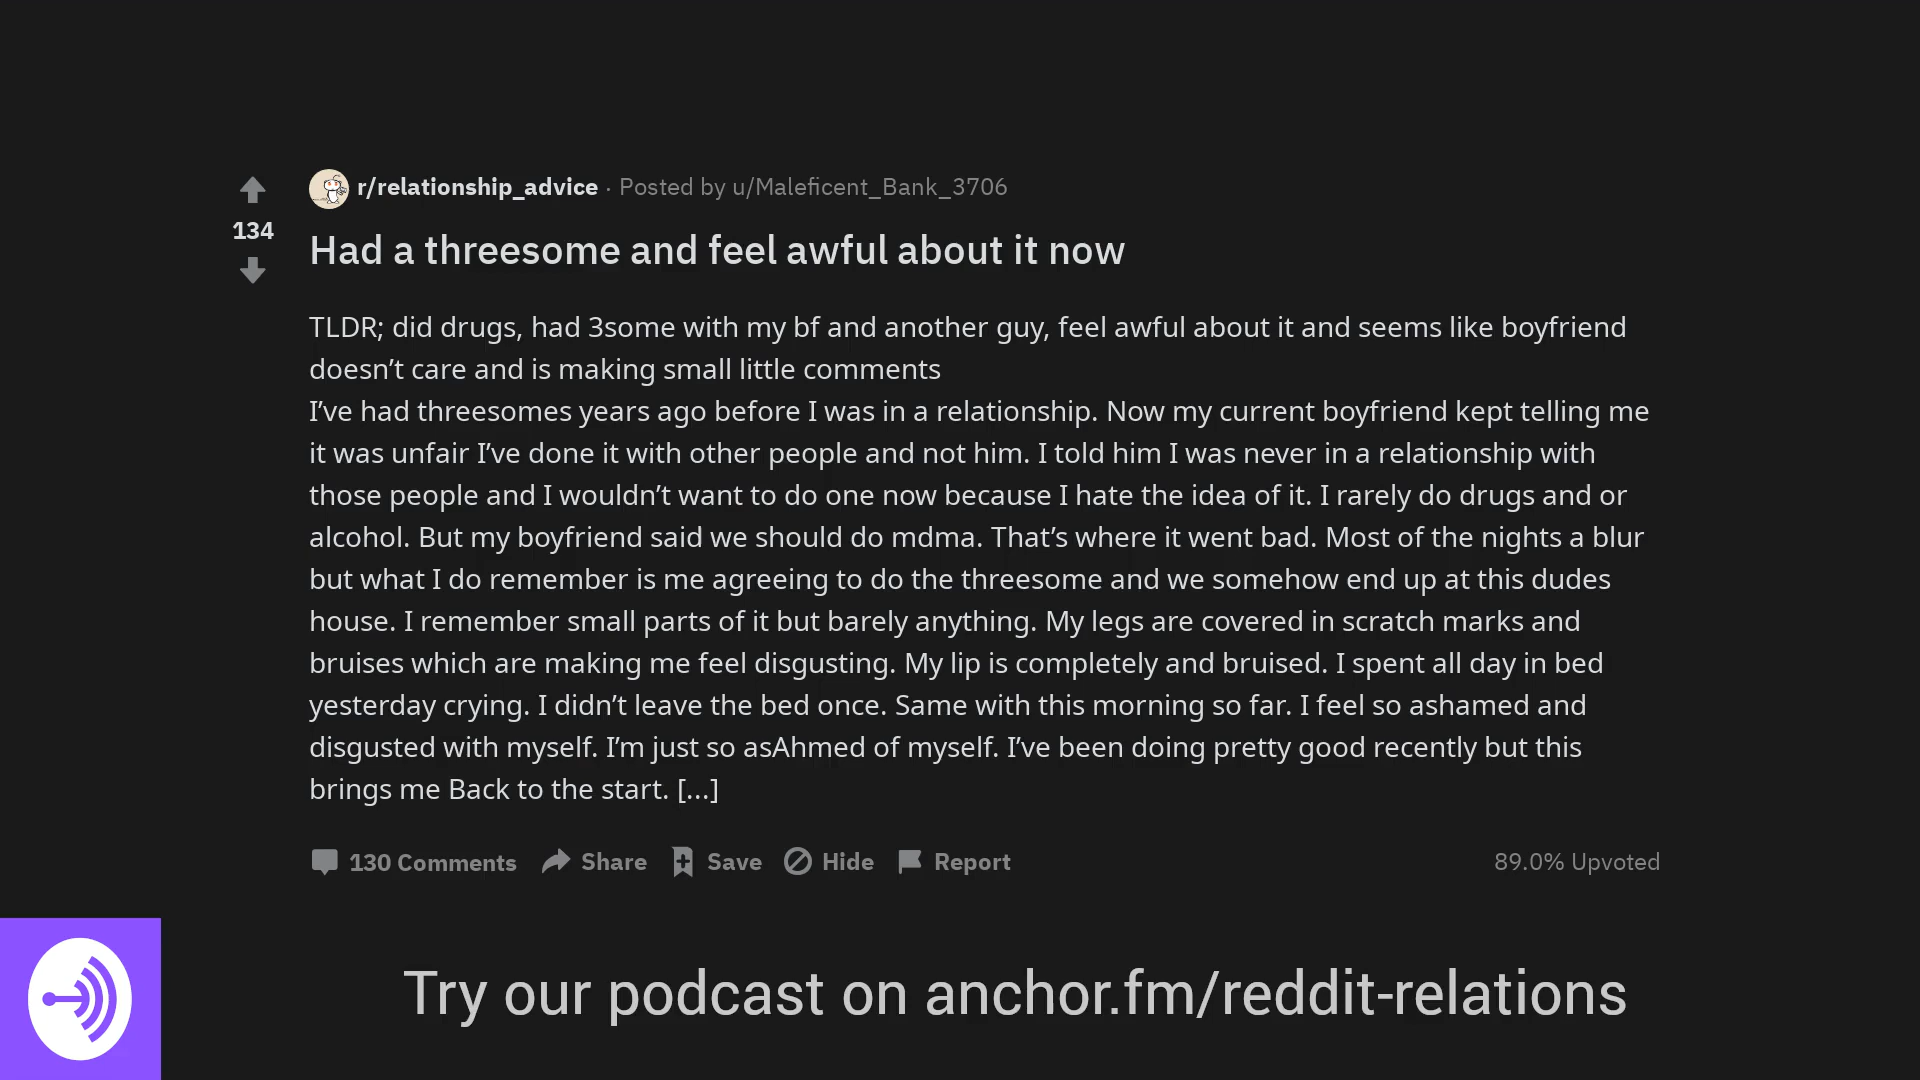 r/relationship_advice · Posted by u/Maleficent_Bank_3706
134
Had a threesome and feel awful about it now
TLDR; did drugs, had 3some with my bf and another guy, feel awful about it and seems like boyfriend
doesn’t care and is making small little comments
I’ve had threesomes years ago before I was in a relationship. Now my current boyfriend kept telling me
it was unfair I’ve done it with other people and not him. I told him I was never in a relationship with
those people and I wouldn’t want to do one now because I hate the idea of it. I rarely do drugs and or
alcohol. But my boyfriend said we should do mdma. That’s where it went bad. Most of the nights a blur
but what I do remember is me agreeing to do the threesome and we somehow end up at this dudes
house. I remember small parts of it but barely anything. My legs are covered in scratch marks and
bruises which are making me feel disgusting. My lip is completely and bruised. I spent all day in bed
yesterday crying. I didn’t leave the bed once. Same with this morning so far. I feel so ashamed and
disgusted with myself. I’m just so asAhmed of myself. I’ve been doing pretty good recently but this
brings me Back to the start. [...]
130 Comments Share Save Hide Report 89.0% Upvoted
Try our podcast on anchor.fm/reddit-relations